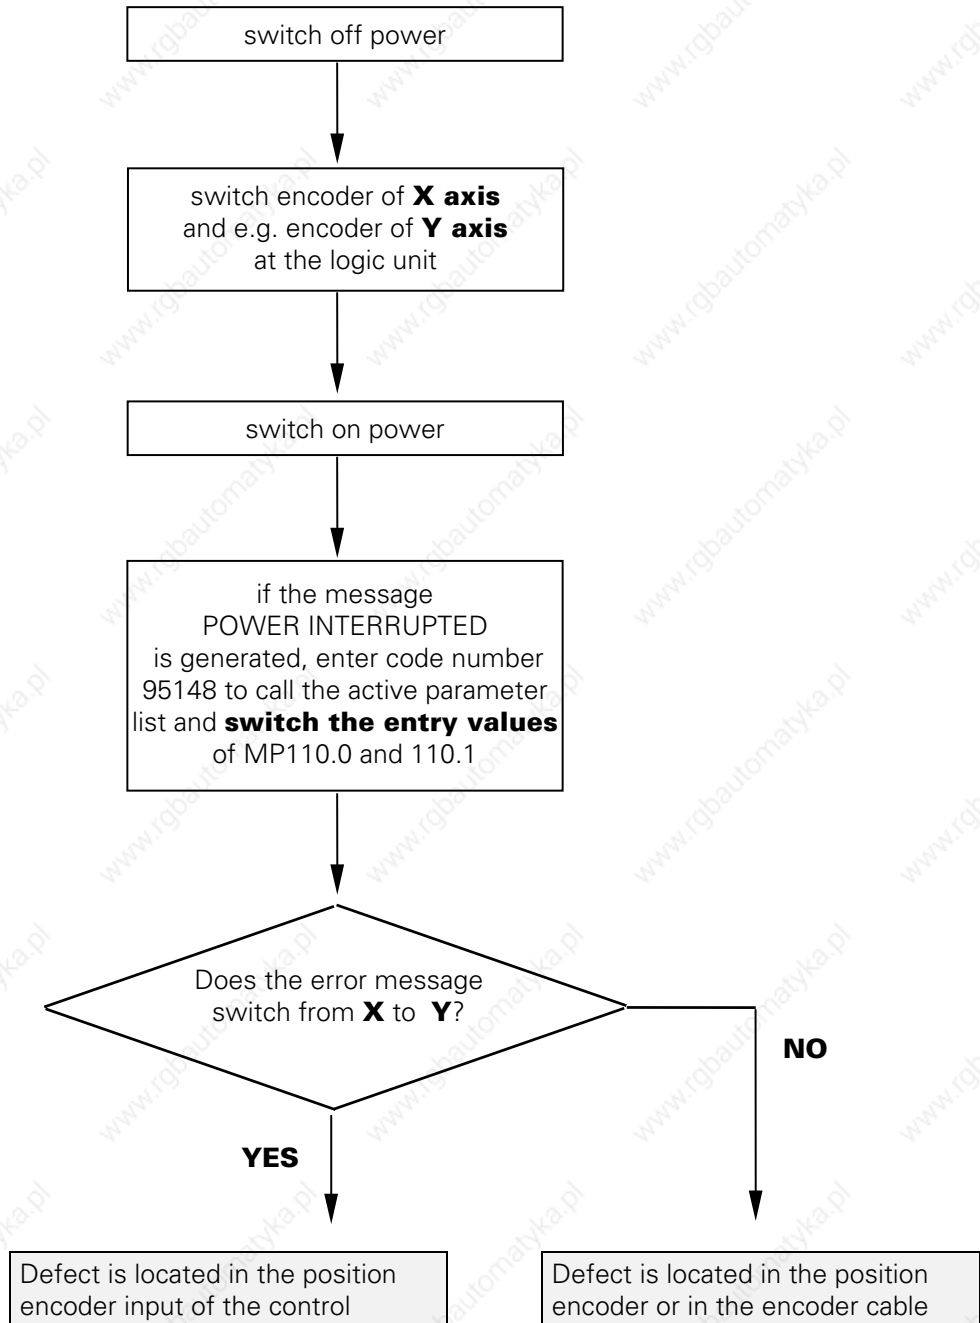 switch off power
switch encoder of X axis
and e.g. encoder of Y axis
at the logic unit
switch on power
if the message
POWER INTERRUPTED
is generated, enter code number
95148 to call the active parameter
list and switch the entry values
of MP110.0 and 110.1
Does the error message
switch from X to Y?
NO
YES
Defect is located in the position
encoder input of the control
Defect is located in the position
encoder or in the encoder cable
www.rgbautomatyka.pl